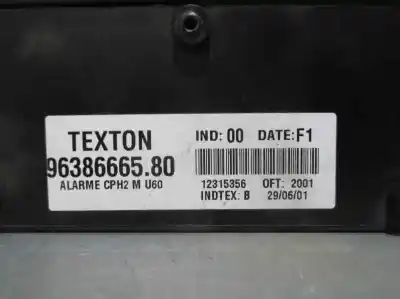 TEXTON IND: 00 DATE: F1
96386665.80
ALARME CPH2 M U60 12315356 OFT: 2001
INDTEX: B 29/06/01